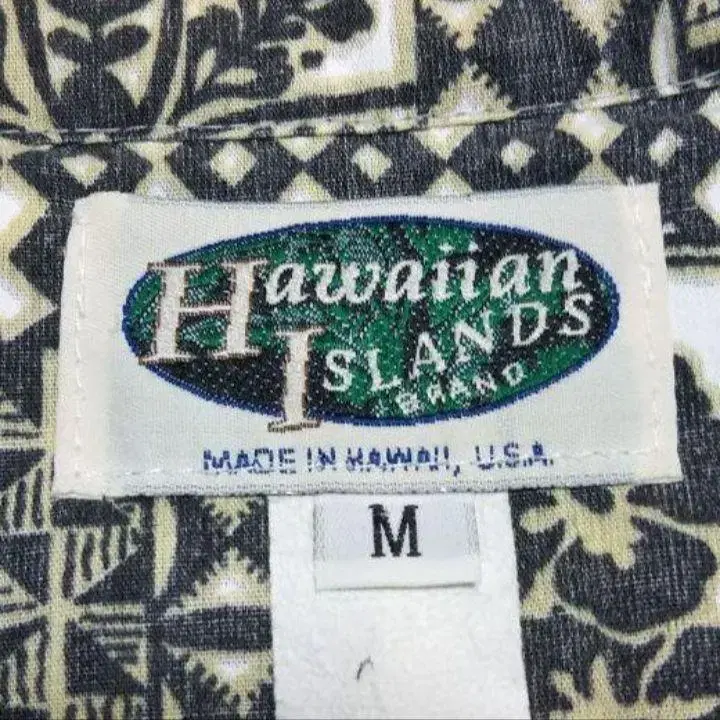 Hawaiian
ISLANDS
BRAND
MADE IN HAWAII, U.S.A.
M